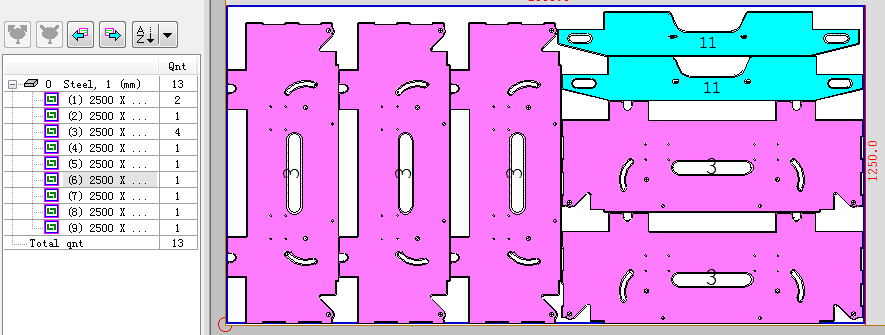 Qnt
0 Steel, 1 (mm) 13
(1) 2500 X ... 2
(2) 2500 X ... 1
(3) 2500 X ... 4
(4) 2500 X ... 1
(5) 2500 X ... 1
(6) 2500 X ... 1
(7) 2500 X ... 1
(8) 2500 X ... 1
(9) 2500 X ... 1
Total qnt 13
A
Z
11
11
3
3
3
3
3
1250.0